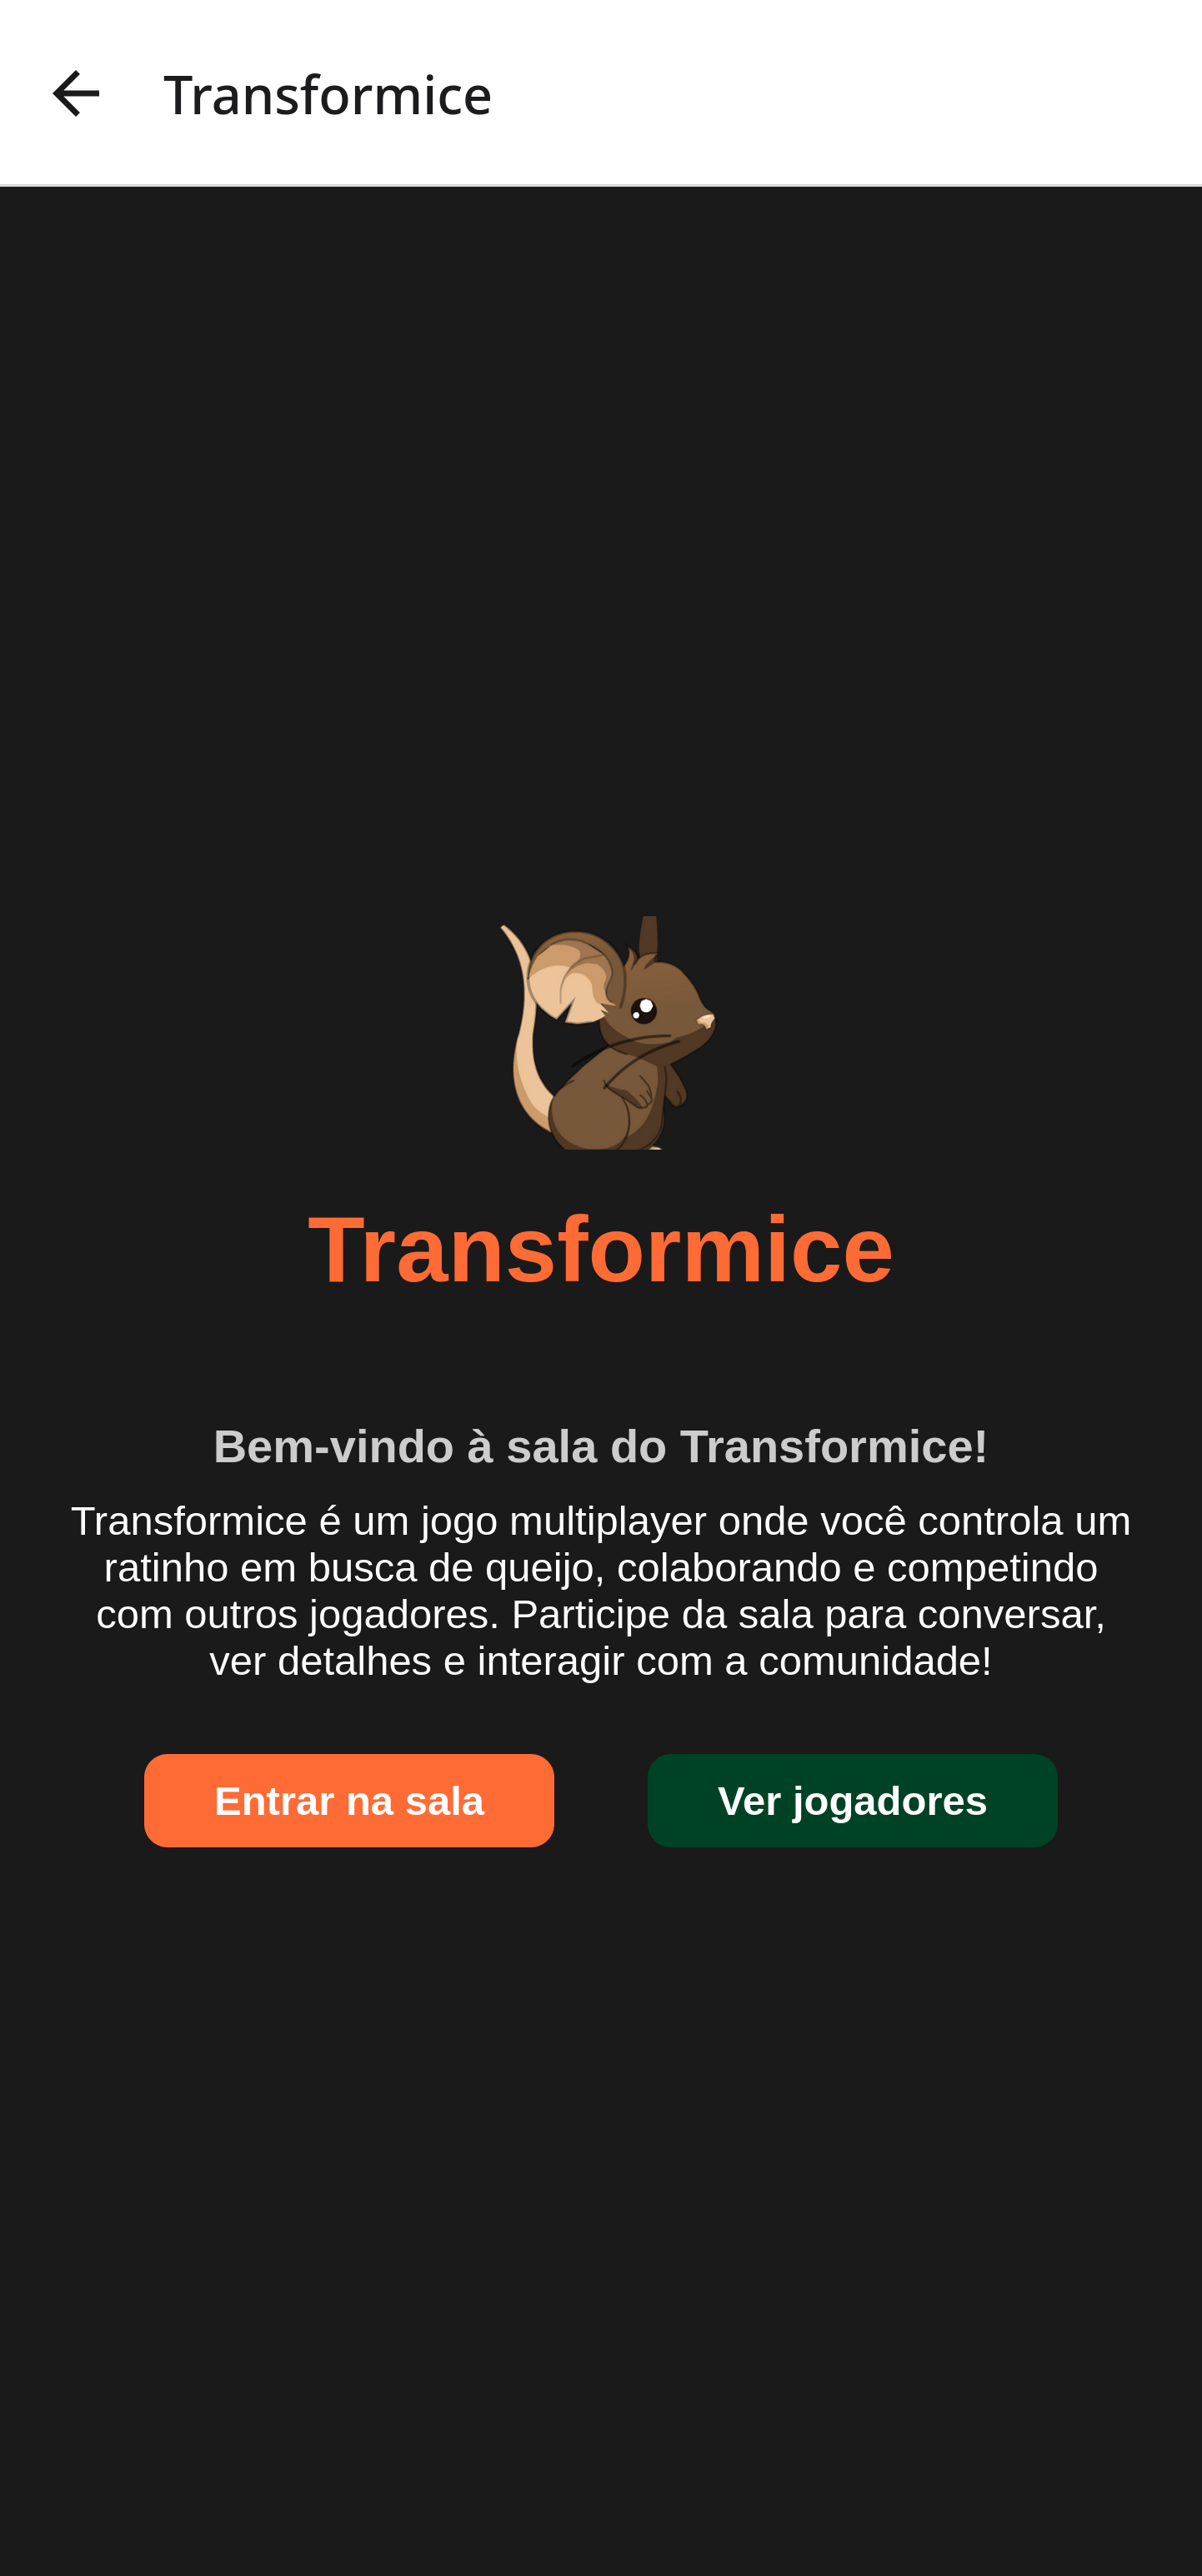 Transformice
Transformice
Bem-vindo à sala do Transformice!
Transformice é um jogo multiplayer onde você controla um
ratinho em busca de queijo, colaborando e competindo
com outros jogadores. Participe da sala para conversar,
ver detalhes e interagir com a comunidade!
Entrar na sala
Ver jogadores